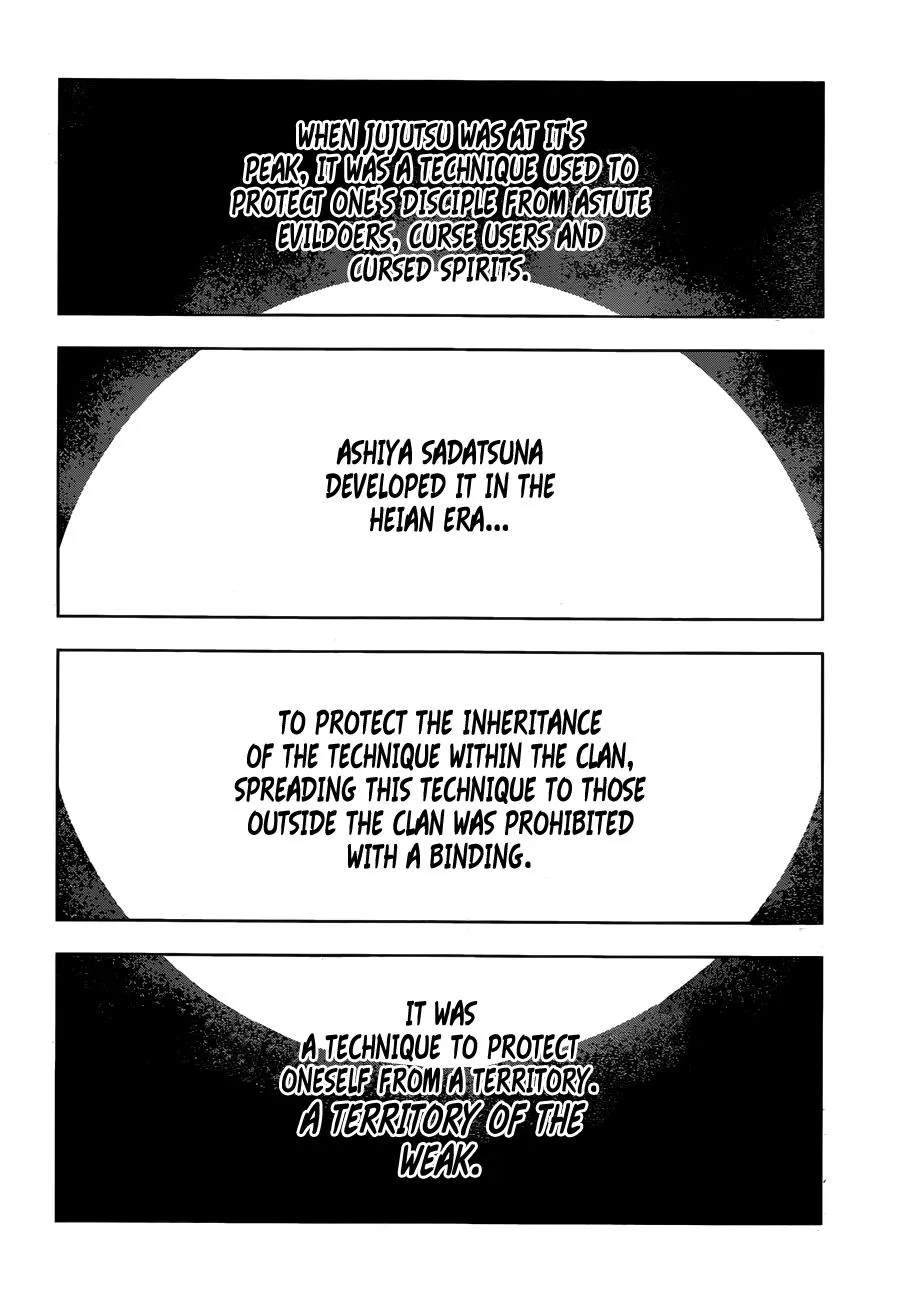 WHEN JUJUTSU WAS AT IT'S
PEAK, IT WAS A TECHNIQUE USED TO
PROTECT ONE'S DISCIPLE FROM ASTUTE
EVILDOERS, CURSE USERS AND
CURSED SPIRITS.
ASHIYA SADATSUNA
DEVELOPED IT IN THE
HEIAN ERA...
TO PROTECT THE INHERITANCE
OF THE TECHNIQUE WITHIN THE CLAN,
SPREADING THIS TECHNIQUE TO THOSE
OUTSIDE THE CLAN WAS PROHIBITED
WITH A BINDING.
IT WAS
A TECHNIQUE TO PROTECT
ONESELF FROM A TERRITORY.
A TERRITORY OF THE
WEAK.